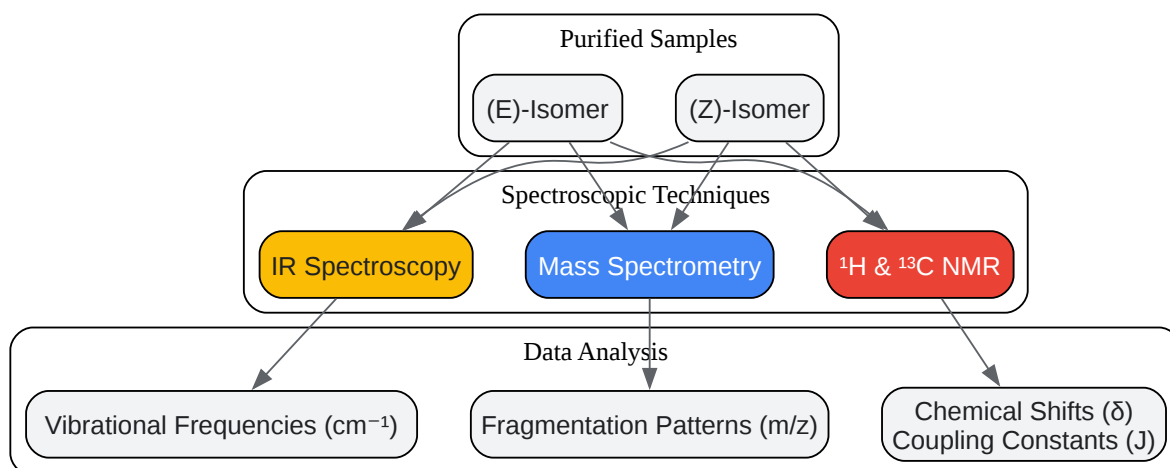 Purified Samples
(E)-Isomer
(Z)-Isomer
Spectroscopic Techniques
IR Spectroscopy
Mass Spectrometry
¹H & ¹³C NMR
Data Analysis
Vibrational Frequencies (cm⁻¹)
Fragmentation Patterns (m/z)
Chemical Shifts (δ)
Coupling Constants (J)